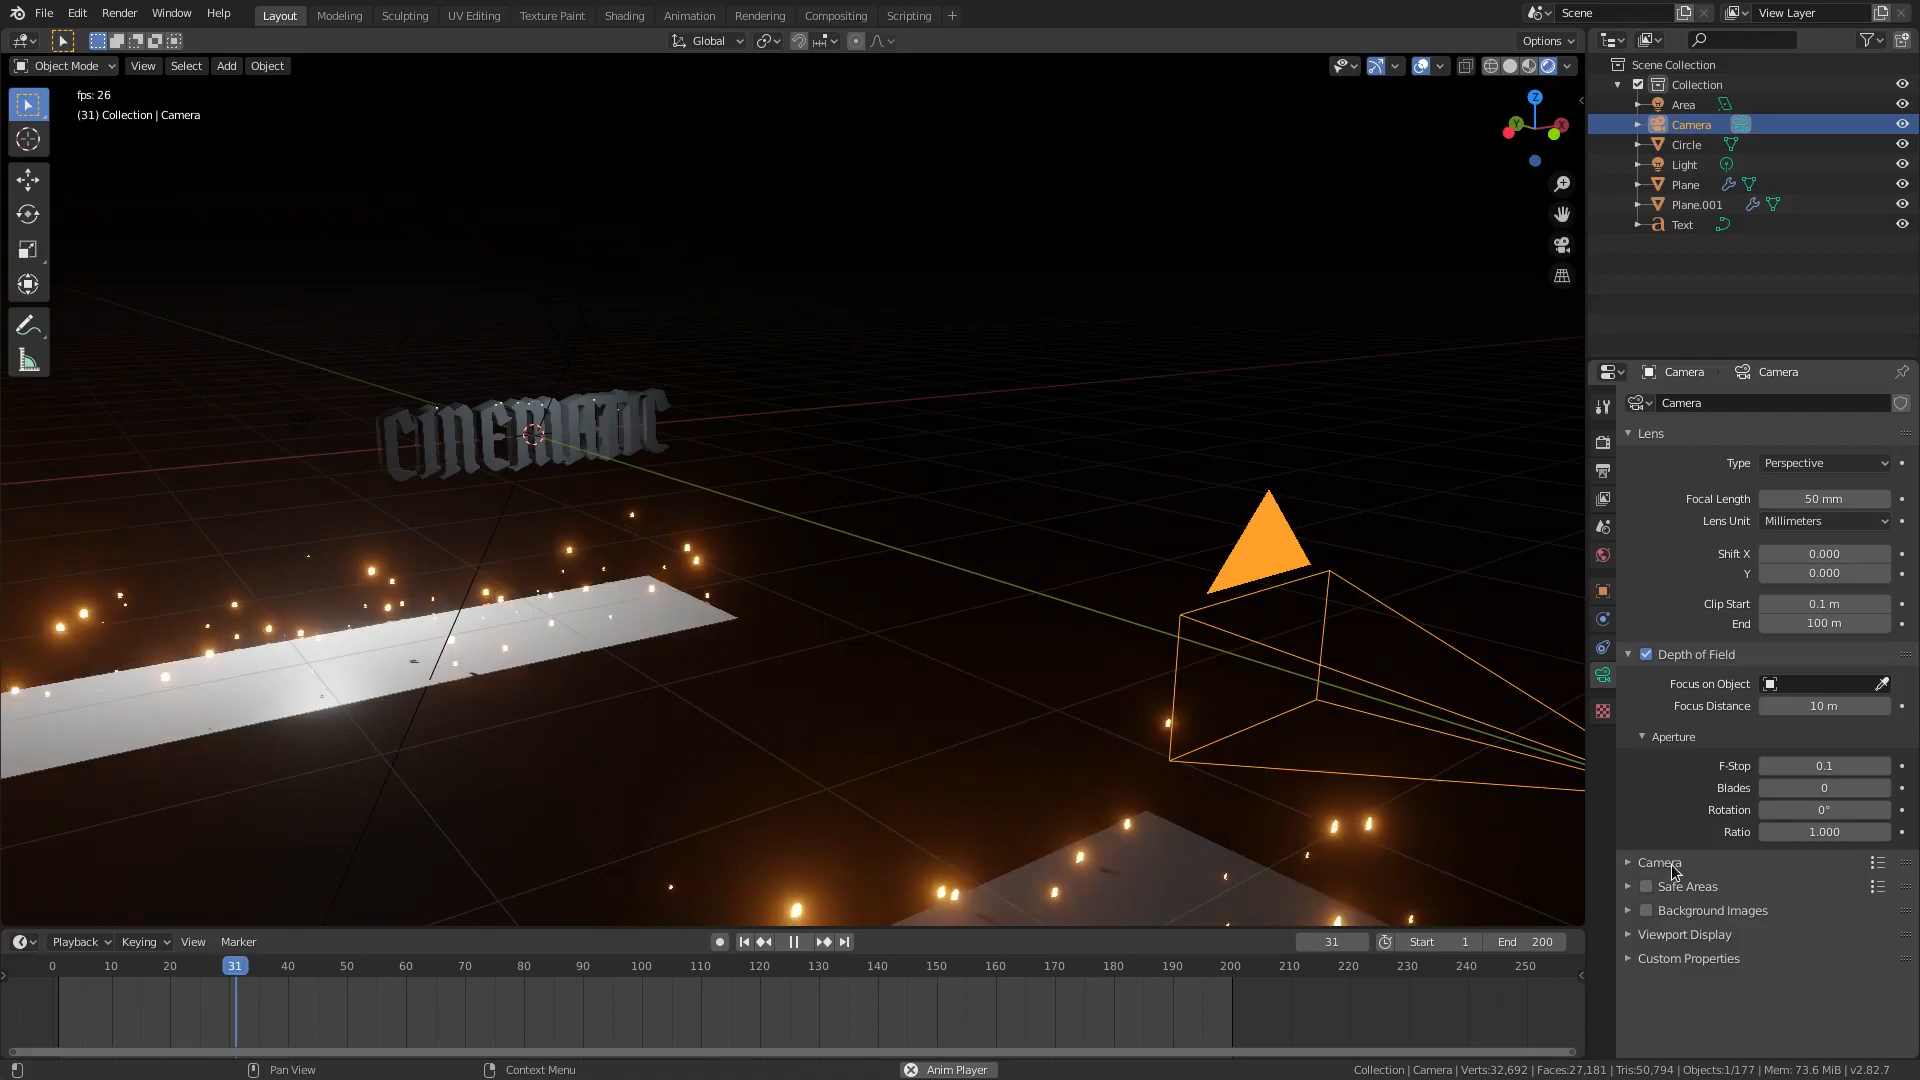 File Edit Render Window Help Layout Modeling Sculpting UV Editing Texture Paint Shading Animation Rendering Compositing Scripting + Scene View Layer
Global Options
Object Mode View Select Add Object
fps: 26
(31) Collection | Camera
Z
Y
X
CINEMATIC
Scene Collection
Collection
Area
Camera
Circle
Light
Plane
Plane.001
Text
Camera Camera
Camera
Lens
Type Perspective
Focal Length 50 mm
Lens Unit Millimeters
Shift X 0.000
Y 0.000
Clip Start 0.1 m
End 100 m
Depth of Field
Focus on Object
Focus Distance 10 m
Aperture
F-Stop 0.1
Blades 0
Rotation 0°
Ratio 1.000
Camera
Safe Areas
Background Images
Viewport Display
Custom Properties
Playback Keying View Marker 31 Start 1 End 200
0 10 20 31 40 50 60 70 80 90 100 110 120 130 140 150 160 170 180 190 200 210 220 230 240 250
Pan View Context Menu Anim Player Collection | Camera | Verts:32,692 | Faces:27,181 | Tris:50,794 | Objects:1/177 | Mem: 73.6 MiB | v2.82.7